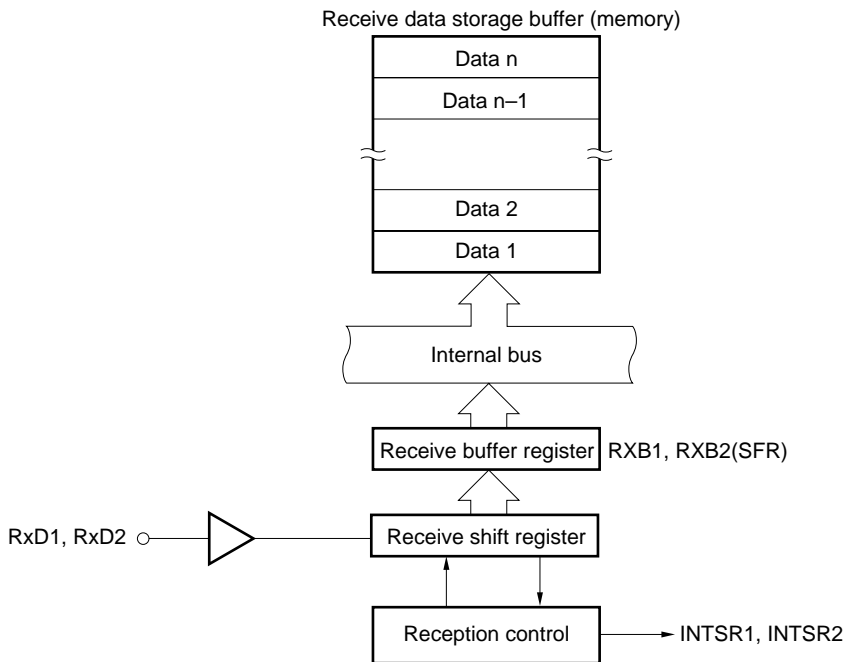 Receive data storage buffer (memory)
Data n
Data n–1
Data 2
Data 1
Internal bus
Receive buffer register
RXB1, RXB2(SFR)
RxD1, RxD2
Receive shift register
Reception control
INTSR1, INTSR2